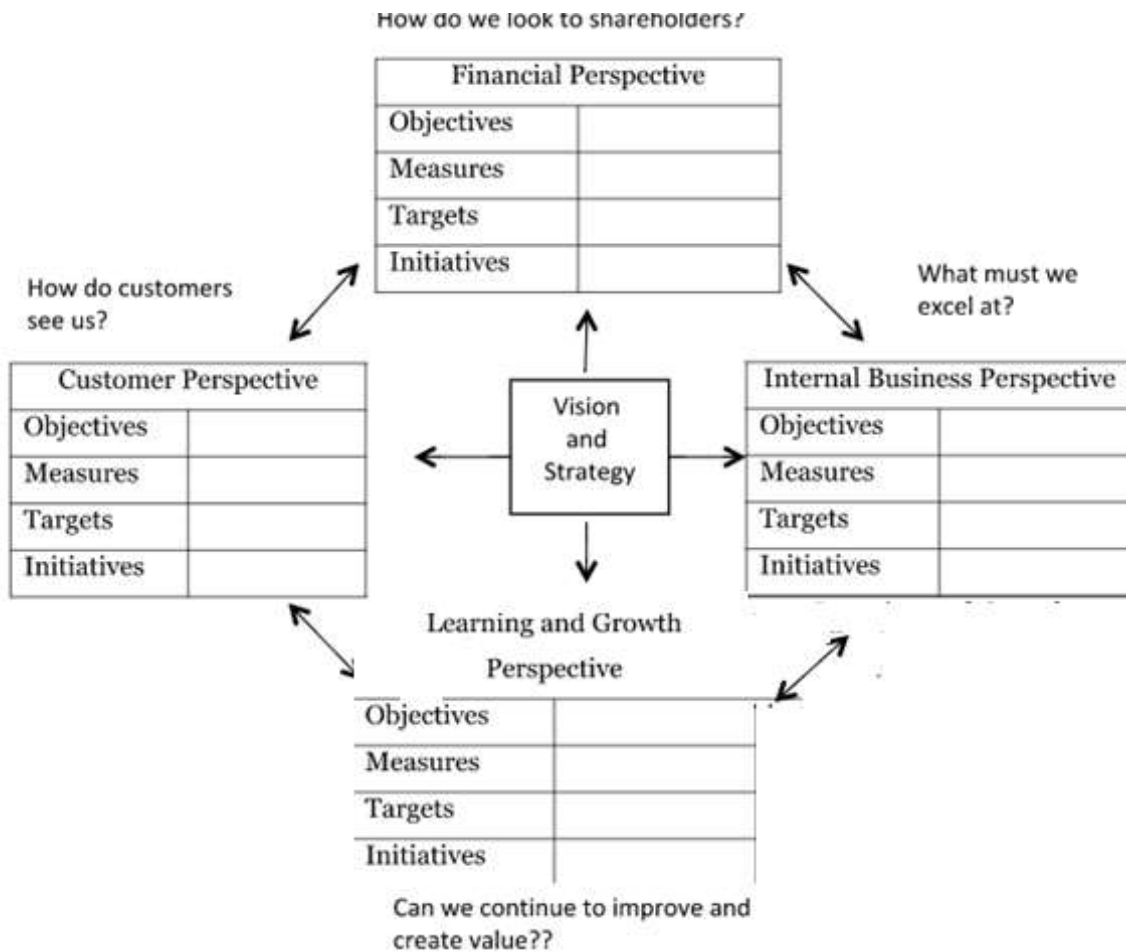 How do we look to shareholders?
Financial Perspective
Objectives
Measures
Targets
Initiatives
How do customers
see us?
What must we
excel at?
Customer Perspective
Objectives
Measures
Targets
Initiatives
Vision
and
Strategy
Internal Business Perspective
Objectives
Measures
Targets
Initiatives
Learning and Growth
Perspective
Objectives
Measures
Targets
Initiatives
Can we continue to improve and
create value??